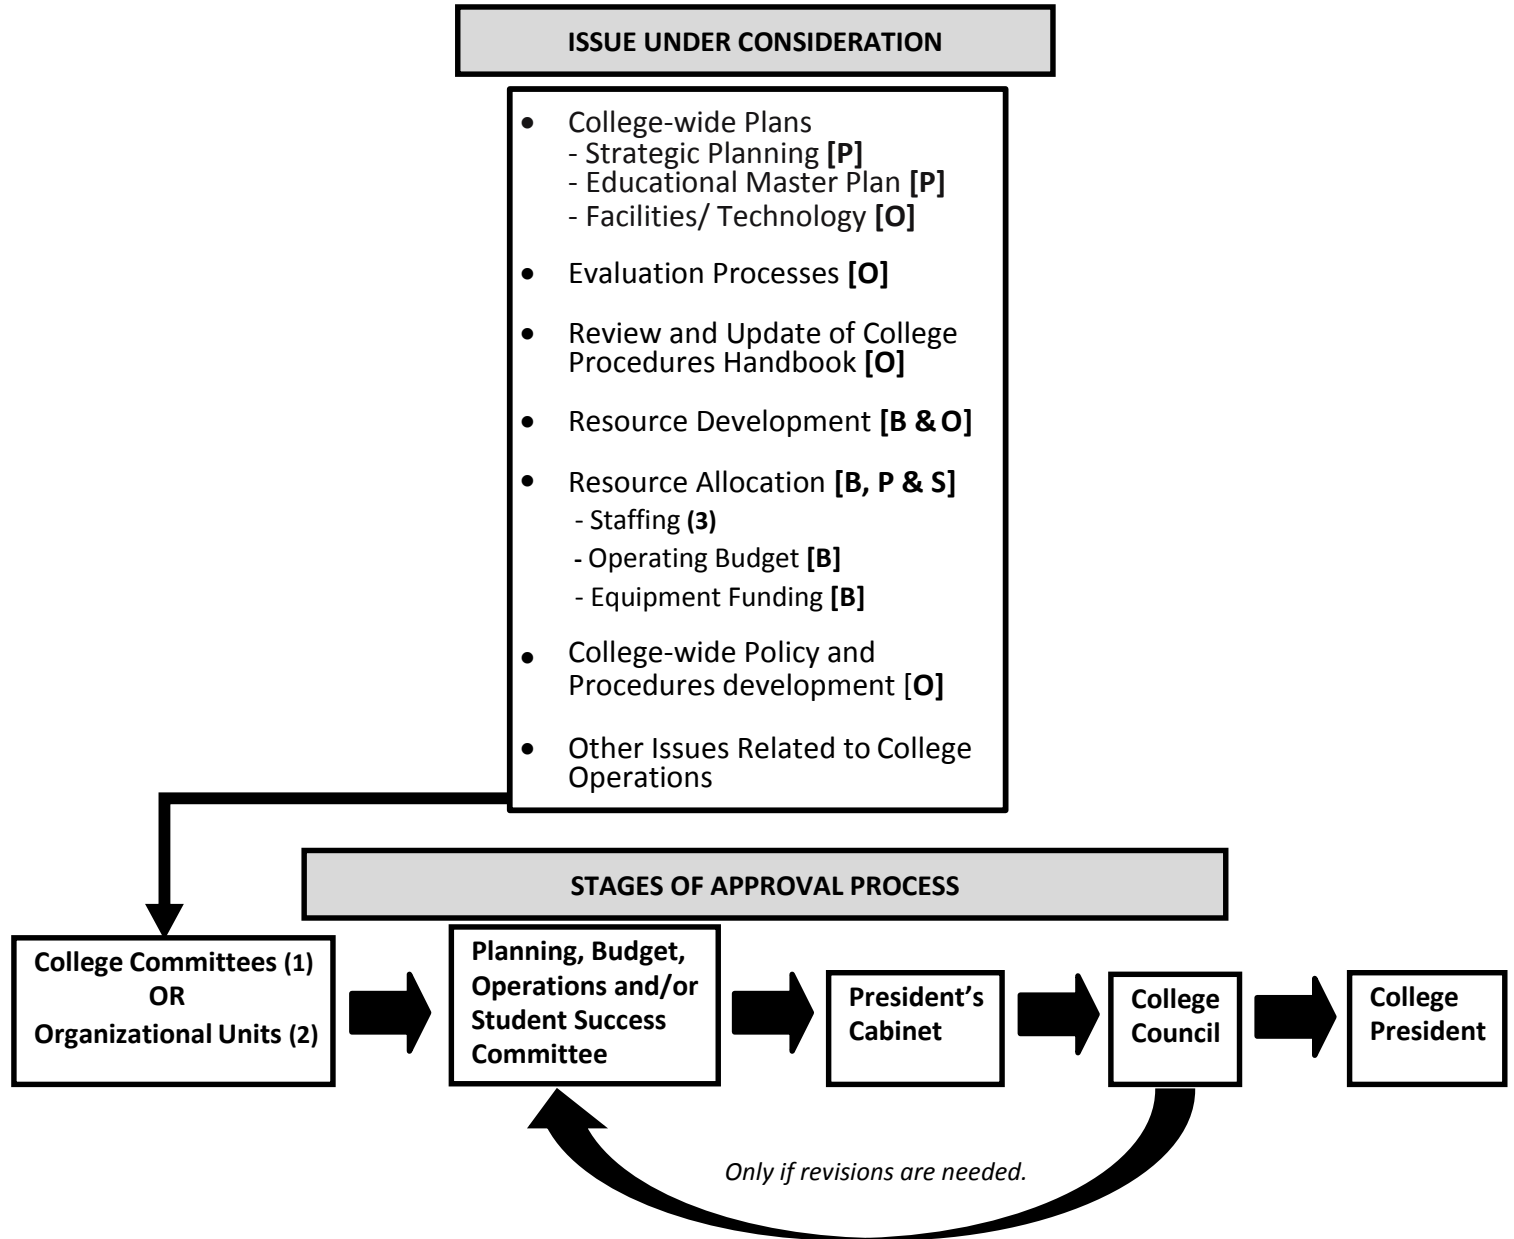 ISSUE UNDER CONSIDERATION
• College-wide Plans
- Strategic Planning [P]
- Educational Master Plan [P]
- Facilities/ Technology [O]
• Evaluation Processes [O]
• Review and Update of College
Procedures Handbook [O]
• Resource Development [B & O]
• Resource Allocation [B, P & S]
- Staffing (3)
- Operating Budget [B]
- Equipment Funding [B]
• College-wide Policy and
Procedures development [O]
• Other Issues Related to College
Operations
STAGES OF APPROVAL PROCESS
College Committees (1)
OR
Organizational Units (2)
Planning, Budget,
Operations and/or
Student Success
Committee
President’s
Cabinet
College
Council
College
President
Only if revisions are needed.